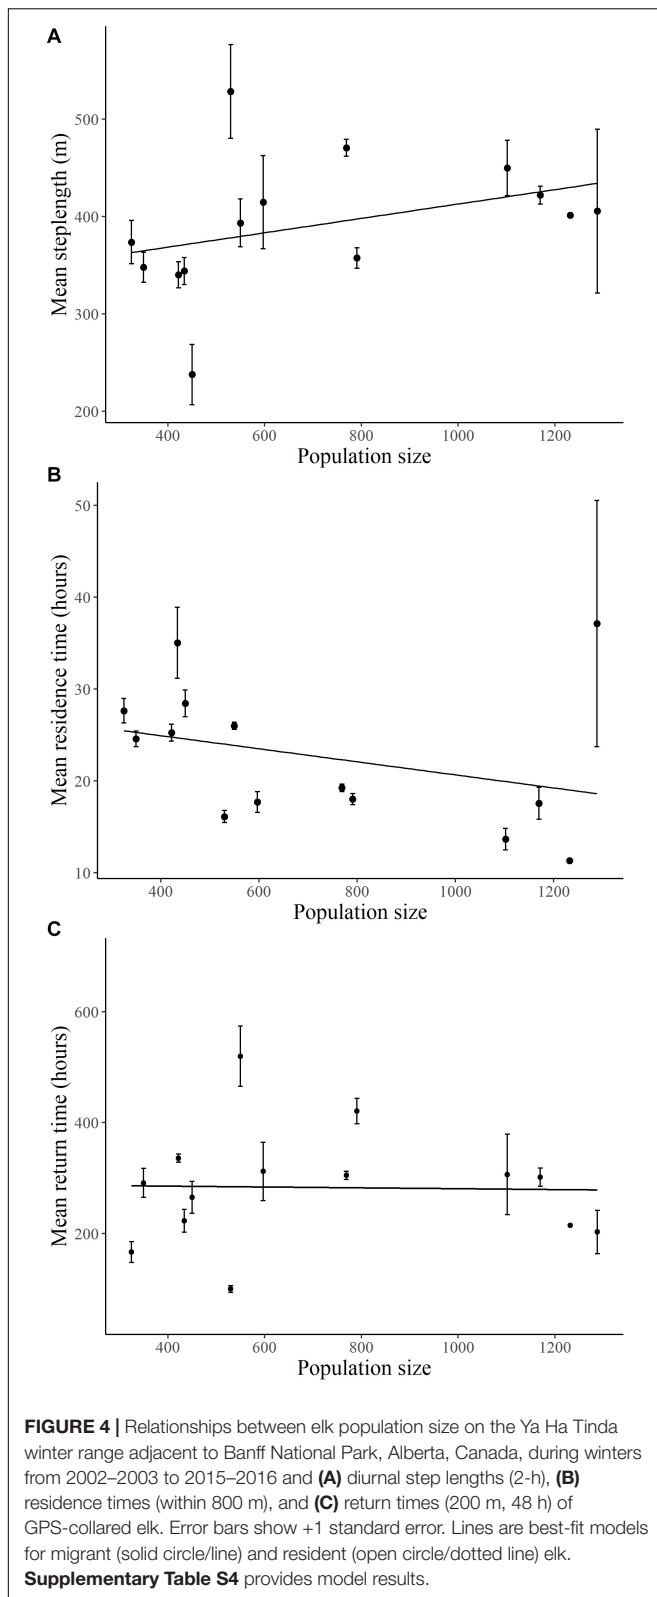 A
500
400
300
200
Mean steplength (m)
400 600 800 1000 1200
Population size
B
50
40
30
20
10
Mean residence time (hours)
400 600 800 1000 1200
Population size
C
600
400
200
Mean return time (hours)
400 600 800 1000 1200
Population size
FIGURE 4 | Relationships between elk population size on the Ya Ha Tinda
winter range adjacent to Banff National Park, Alberta, Canada, during winters
from 2002–2003 to 2015–2016 and (A) diurnal step lengths (2-h), (B)
residence times (within 800 m), and (C) return times (200 m, 48 h) of
GPS-collared elk. Error bars show +1 standard error. Lines are best-fit models
for migrant (solid circle/line) and resident (open circle/dotted line) elk.
Supplementary Table S4 provides model results.